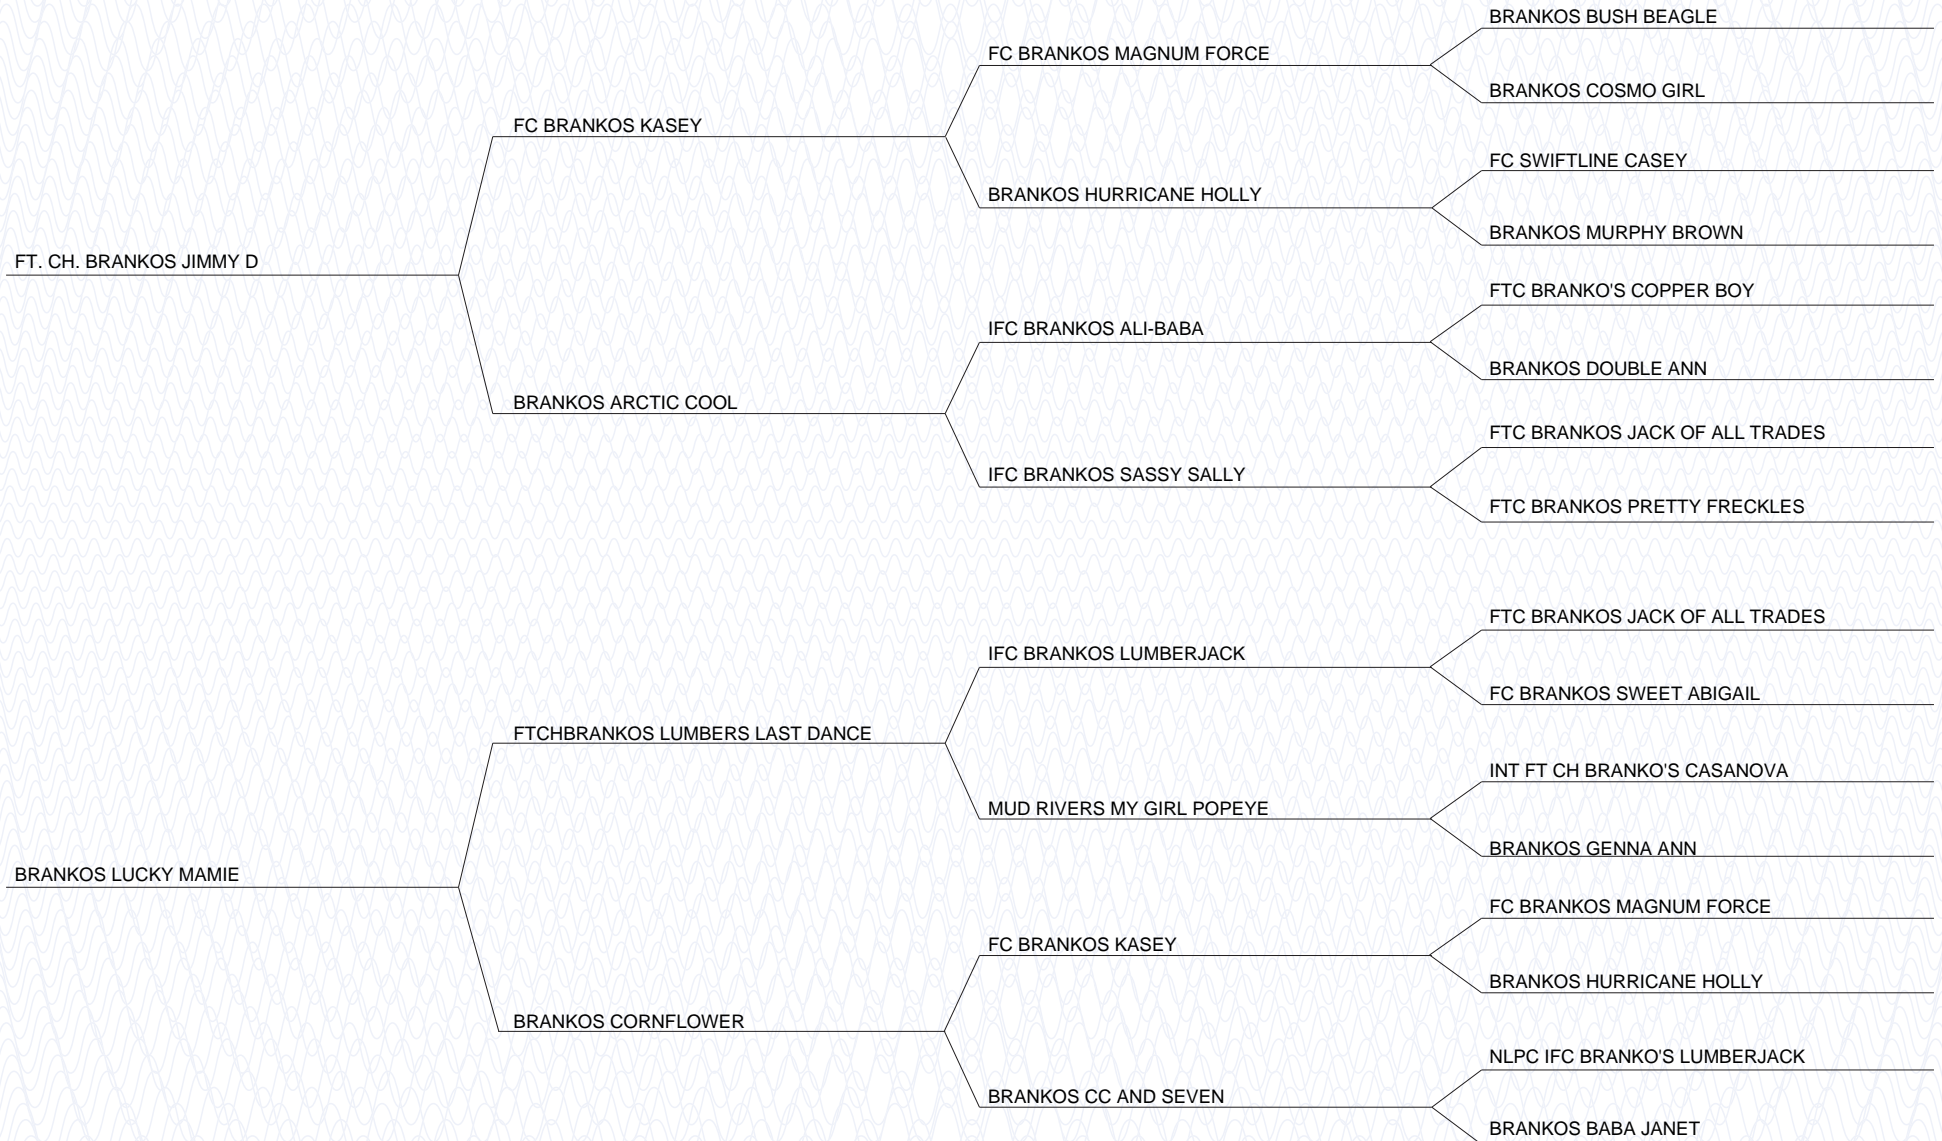 FT. CH. BRANKOS JIMMY D
FC BRANKOS KASEY
FC BRANKOS MAGNUM FORCE
BRANKOS BUSH BEAGLE
BRANKOS COSMO GIRL
BRANKOS HURRICANE HOLLY
FC SWIFTLINE CASEY
BRANKOS MURPHY BROWN
BRANKOS ARCTIC COOL
IFC BRANKOS ALI-BABA
FTC BRANKO'S COPPER BOY
BRANKOS DOUBLE ANN
IFC BRANKOS SASSY SALLY
FTC BRANKOS JACK OF ALL TRADES
FTC BRANKOS PRETTY FRECKLES
BRANKOS LUCKY MAMIE
FTCHBRANKOS LUMBERS LAST DANCE
IFC BRANKOS LUMBERJACK
FTC BRANKOS JACK OF ALL TRADES
FC BRANKOS SWEET ABIGAIL
MUD RIVERS MY GIRL POPEYE
INT FT CH BRANKO'S CASANOVA
BRANKOS GENNA ANN
BRANKOS CORNFLOWER
FC BRANKOS KASEY
FC BRANKOS MAGNUM FORCE
BRANKOS HURRICANE HOLLY
BRANKOS CC AND SEVEN
NLPC IFC BRANKO'S LUMBERJACK
BRANKOS BABA JANET